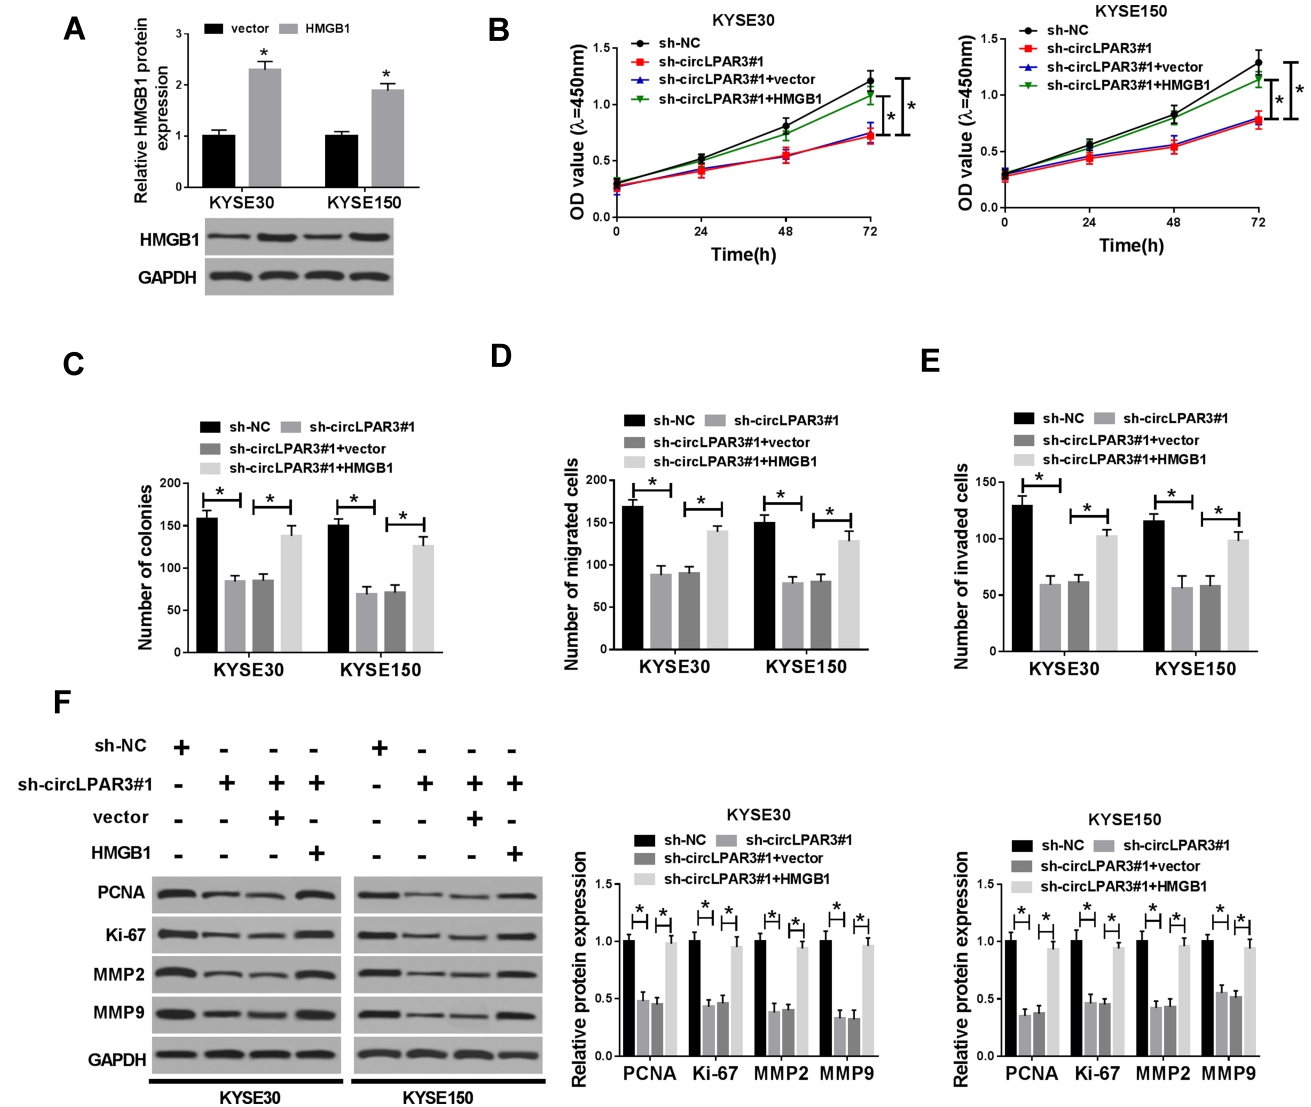 A
vector HMGB1
Relative HMGB1 protein
expression
3
2
1
0
* *
KYSE30 KYSE150
HMGB1
GAPDH
B
KYSE30
sh-NC
sh-circLPAR3#1
sh-circLPAR3#1+vector
sh-circLPAR3#1+HMGB1
OD value (λ=450nm)
1.5
1.0
0.5
0.0
* *
0 24 48 72
Time(h)
KYSE150
sh-NC
sh-circLPAR3#1
sh-circLPAR3#1+vector
sh-circLPAR3#1+HMGB1
OD value (λ=450nm)
1.5
1.0
0.5
0.0
* *
0 24 48 72
Time(h)
C
sh-NC sh-circLPAR3#1
sh-circLPAR3#1+vector
sh-circLPAR3#1+HMGB1
Number of colonies
200
150
100
50
0
* * * *
KYSE30 KYSE150
D
sh-NC sh-circLPAR3#1
sh-circLPAR3#1+vector
sh-circLPAR3#1+HMGB1
Number of migrated cells
200
150
100
50
0
* * * *
KYSE30 KYSE150
E
sh-NC sh-circLPAR3#1
sh-circLPAR3#1+vector
sh-circLPAR3#1+HMGB1
Number of invaded cells
150
100
50
0
* * * *
KYSE30 KYSE150
F
sh-NC + - - - + - - -
sh-circLPAR3#1 - + + + - + + +
vector - - + - - - + -
HMGB1 - - - + - - - +
PCNA
Ki-67
MMP2
MMP9
GAPDH
KYSE30 KYSE150
KYSE30
sh-NC sh-circLPAR3#1
sh-circLPAR3#1+vector
sh-circLPAR3#1+HMGB1
Relative protein expression
1.5
1.0
0.5
0.0
* * * * * * * *
PCNA Ki-67 MMP2 MMP9
KYSE150
sh-NC sh-circLPAR3#1
sh-circLPAR3#1+vector
sh-circLPAR3#1+HMGB1
Relative protein expression
1.5
1.0
0.5
0.0
* * * * * * * *
PCNA Ki-67 MMP2 MMP9